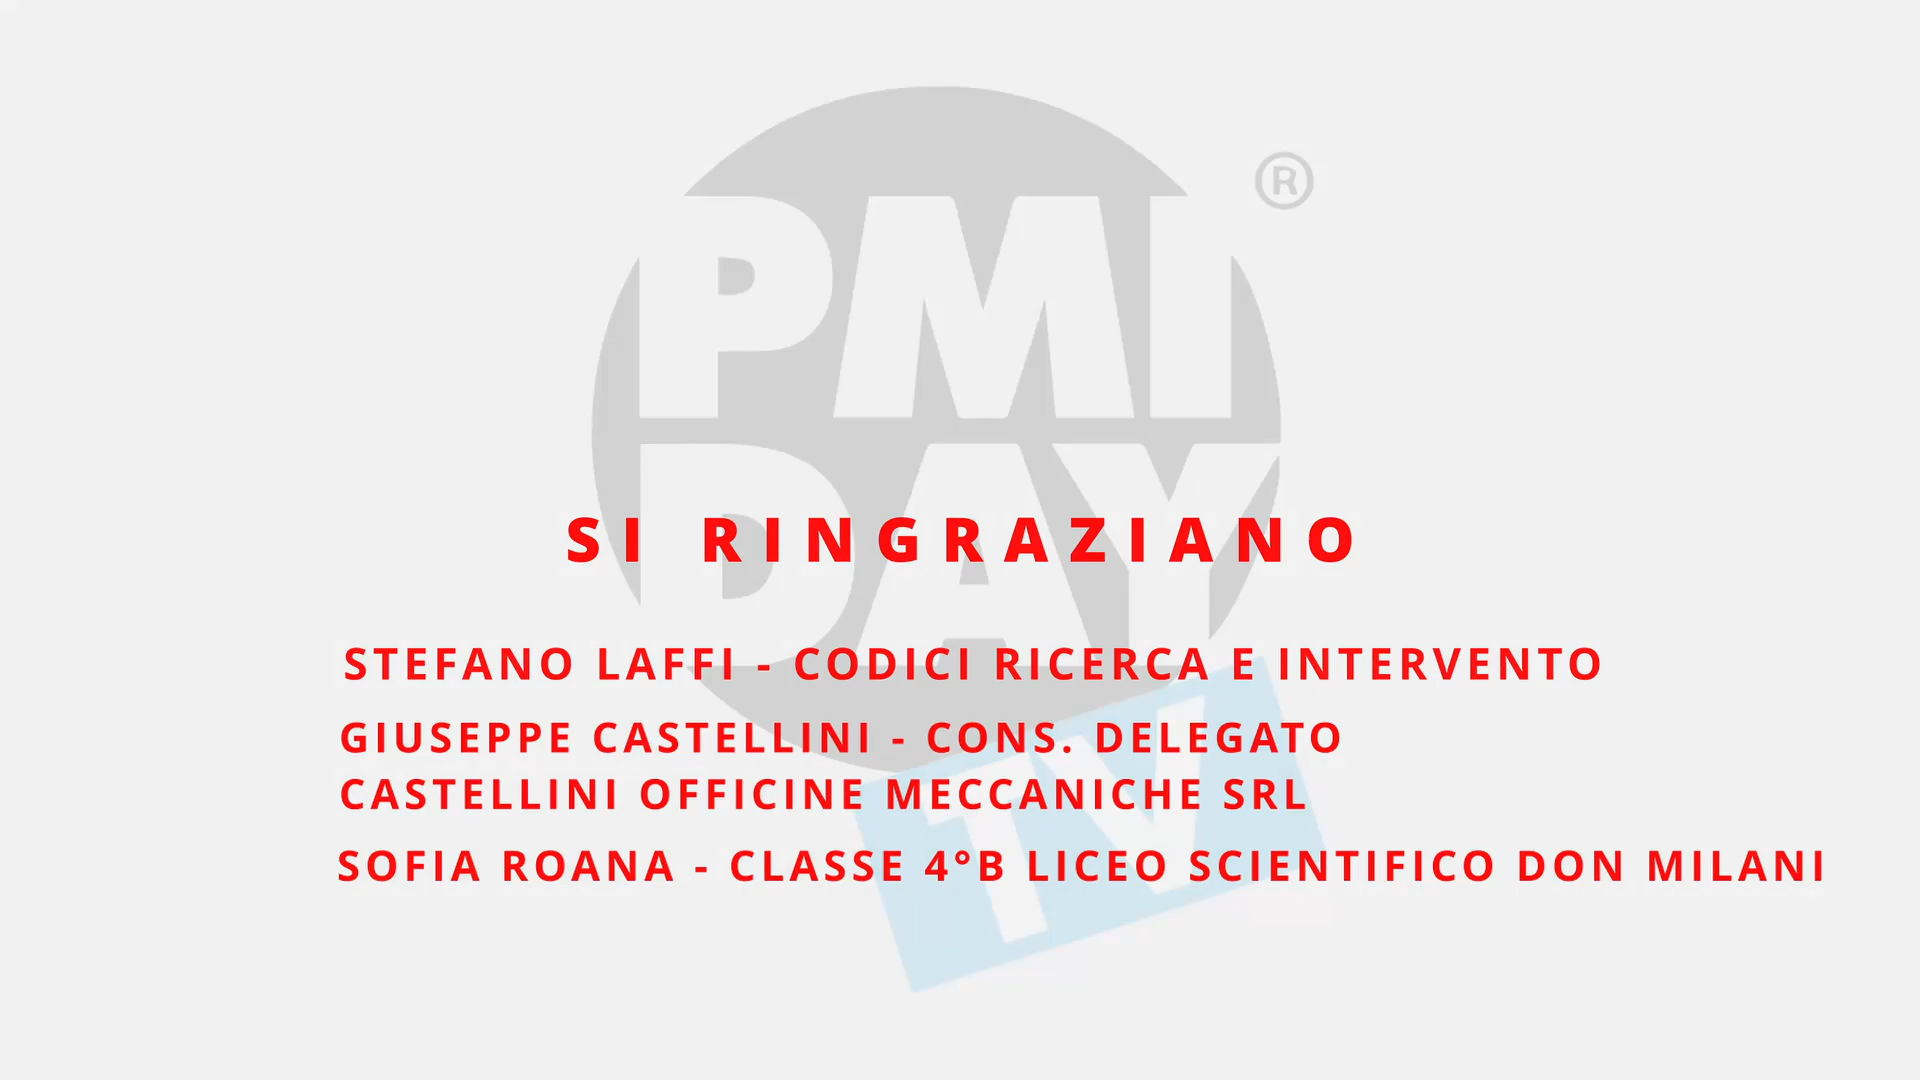 PMI
®
DAY
SI RINGRAZIANO
STEFANO LAFFI - CODICI RICERCA E INTERVENTO
GIUSEPPE CASTELLINI - CONS. DELEGATO
CASTELLINI OFFICINE MECCANICHE SRL
TV
SOFIA ROANA - CLASSE 4°B LICEO SCIENTIFICO DON MILANI